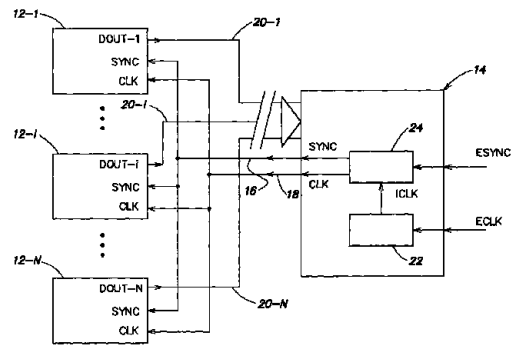 12-1
DOUT-1
SYNC
CLK
20-1
14
20-i
12-i
DOUT-i
SYNC
CLK
SYNC
CLK
16
18
24
ESYNC
ICLK
ECLK
22
12-N
DOUT-N
SYNC
CLK
20-N